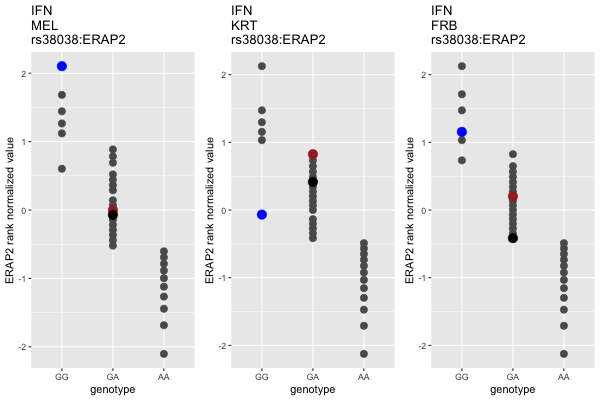 IFN
MEL
rs38038:ERAP2
ERAP2 rank normalized value
2
1
0
-1
-2
GG GA AA
genotype
IFN
KRT
rs38038:ERAP2
ERAP2 rank normalized value
2
1
0
-1
-2
GG GA AA
genotype
IFN
FRB
rs38038:ERAP2
ERAP2 rank normalized value
2
1
0
-1
-2
GG GA AA
genotype